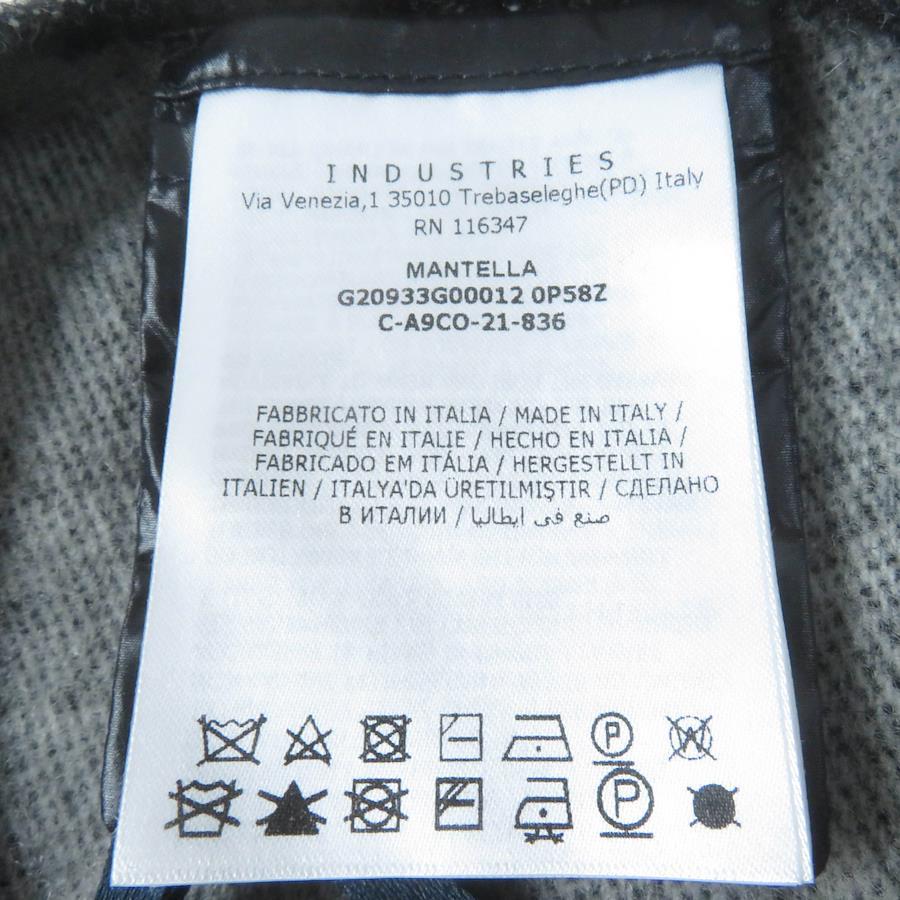 INDUSTRIES
Via Venezia,1 35010 Trebaseleghe(PD) Italy
RN 116347
MANTELLA
G20933G00012 0P58Z
C-A9CO-21-836
FABBRICATO IN ITALIA / MADE IN ITALY /
FABRIQUÉ EN ITALIE / HECHO EN ITALIA /
FABRICADO EM ITÁLIA / HERGESTELLT IN
ITALIEN / ITALYA'DA ÜRETILMIŞTIR / СДЕЛАНО
В ИТАЛИИ / صنع في ايطاليا
P W
P